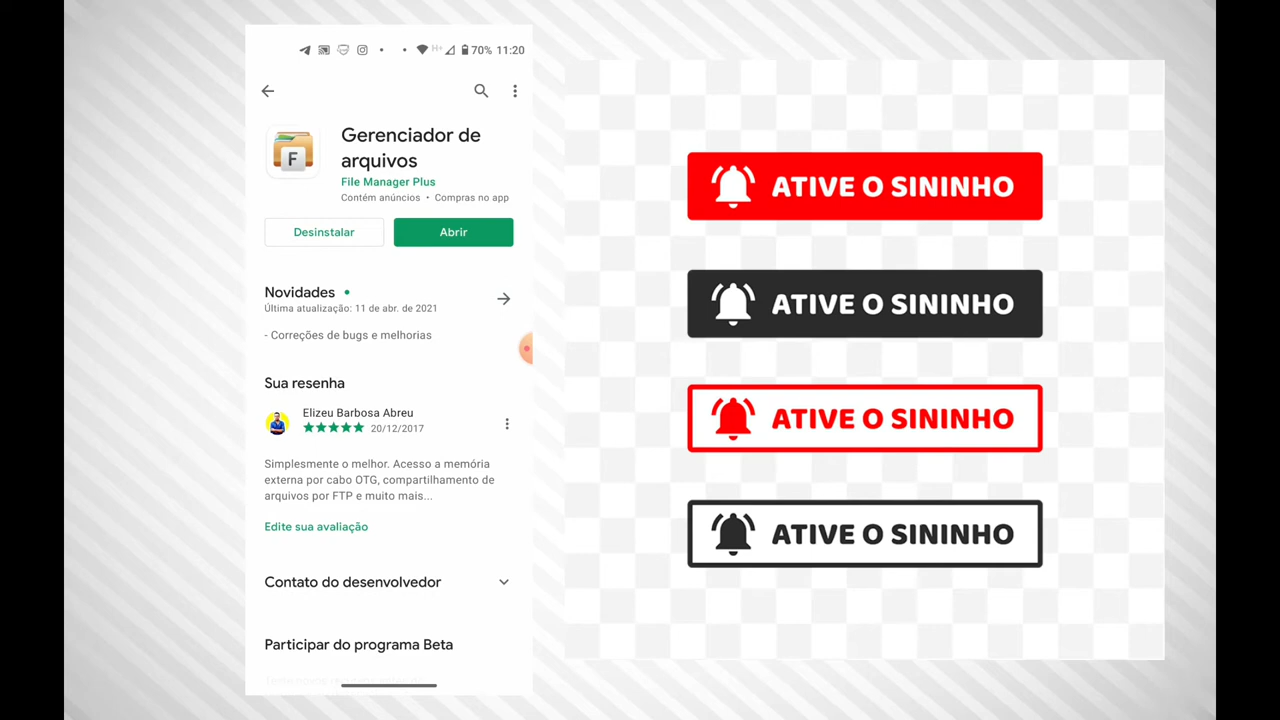 H+ 70% 11:20
Gerenciador de
arquivos
File Manager Plus
Contém anúncios • Compras no app
Desinstalar
Abrir
Novidades
Última atualização: 11 de abr. de 2021
- Correções de bugs e melhorias
Sua resenha
Elizeu Barbosa Abreu
20/12/2017
Simplesmente o melhor. Acesso a memória
externa por cabo OTG, compartilhamento de
arquivos por FTP e muito mais...
Edite sua avaliação
Contato do desenvolvedor
Participar do programa Beta
F
ATIVE O SININHO
ATIVE O SININHO
ATIVE O SININHO
ATIVE O SININHO